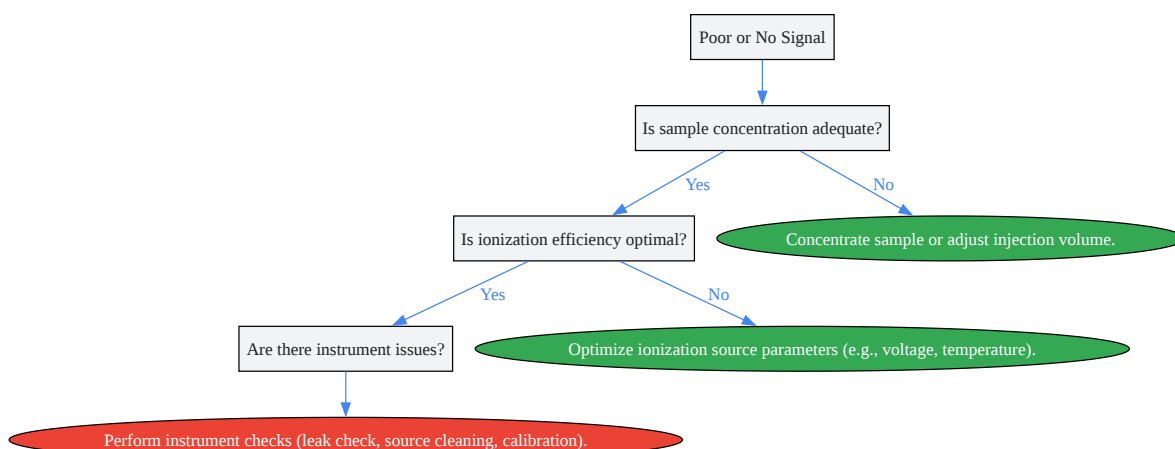 Poor or No Signal
Is sample concentration adequate?
Yes
No
Is ionization efficiency optimal?
Concentrate sample or adjust injection volume.
Yes
No
Are there instrument issues?
Optimize ionization source parameters (e.g., voltage, temperature).
Perform instrument checks (leak check, source cleaning, calibration).